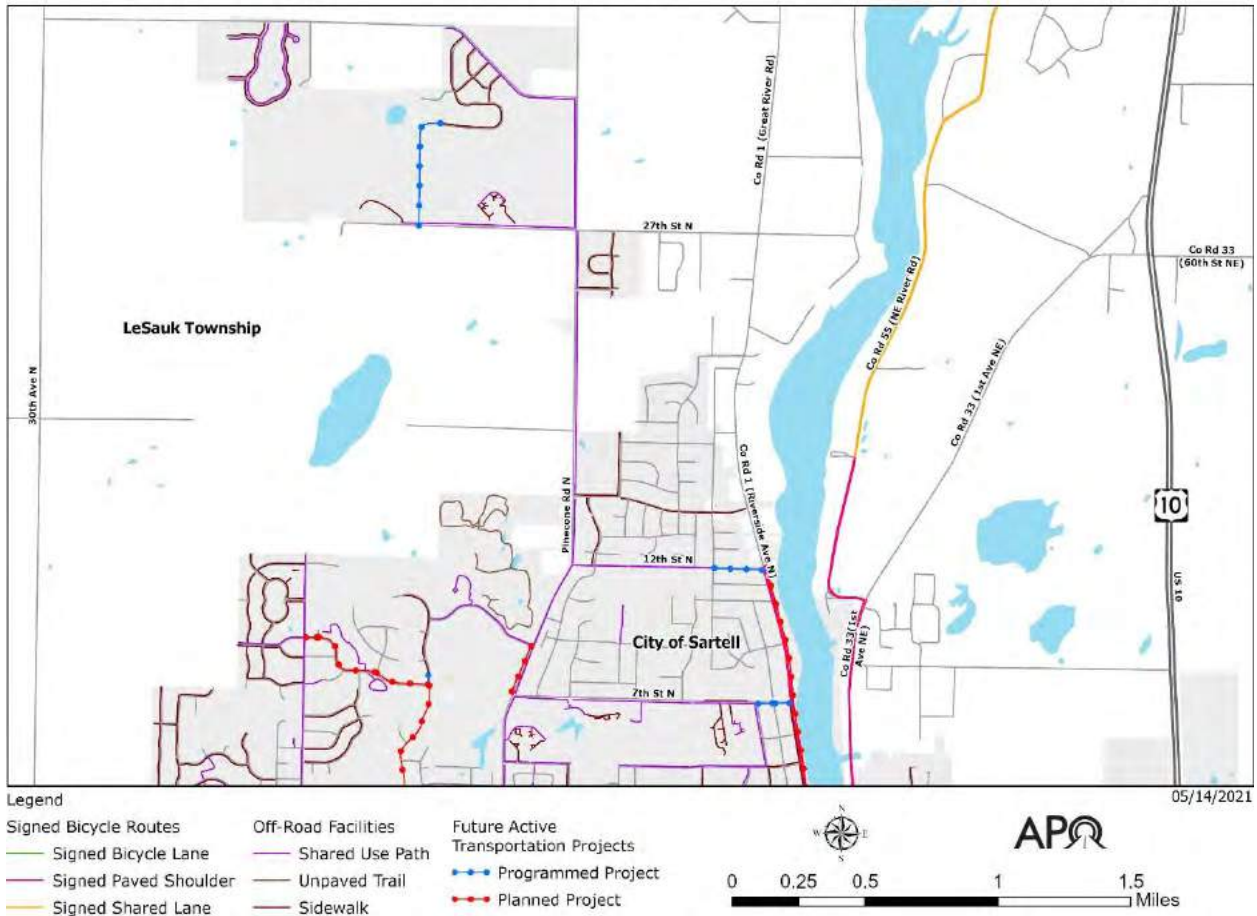 Co Rd 1 (Great River Rd)
27th St N
Co Rd 33
(60th St NE)
Co Rd 55 (NE River Rd)
LeSauk Township
30th Ave N
Co Rd 33 (1st Ave NE)
Co Rd 1 (Riverside Ave N)
Pinecone Rd N
10
12th St N
US 10
City of Sartell
Co Rd 33(1st
Ave NE)
7th St N
05/14/2021
Legend
Signed Bicycle Routes
Signed Bicycle Lane
Signed Paved Shoulder
Signed Shared Lane
Off-Road Facilities
Shared Use Path
Unpaved Trail
Sidewalk
Future Active
Transportation Projects
Programmed Project
Planned Project
N
W E
S
APO
0 0.25 0.5 1 1.5
Miles